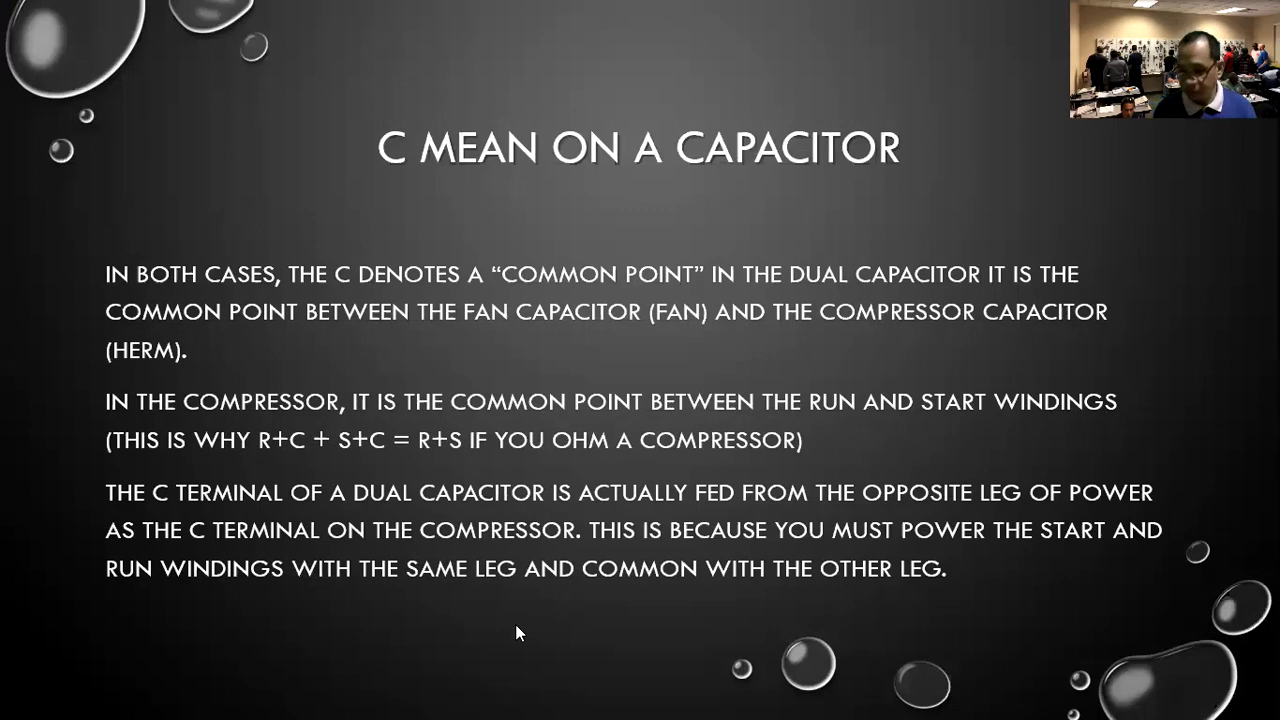 C MEAN ON A CAPACITOR
IN BOTH CASES, THE C DENOTES A “COMMON POINT” IN THE DUAL CAPACITOR IT IS THE
COMMON POINT BETWEEN THE FAN CAPACITOR (FAN) AND THE COMPRESSOR CAPACITOR
(HERM).
IN THE COMPRESSOR, IT IS THE COMMON POINT BETWEEN THE RUN AND START WINDINGS
(THIS IS WHY R+C + S+C = R+S IF YOU OHM A COMPRESSOR)
THE C TERMINAL OF A DUAL CAPACITOR IS ACTUALLY FED FROM THE OPPOSITE LEG OF POWER
AS THE C TERMINAL ON THE COMPRESSOR. THIS IS BECAUSE YOU MUST POWER THE START AND
RUN WINDINGS WITH THE SAME LEG AND COMMON WITH THE OTHER LEG.